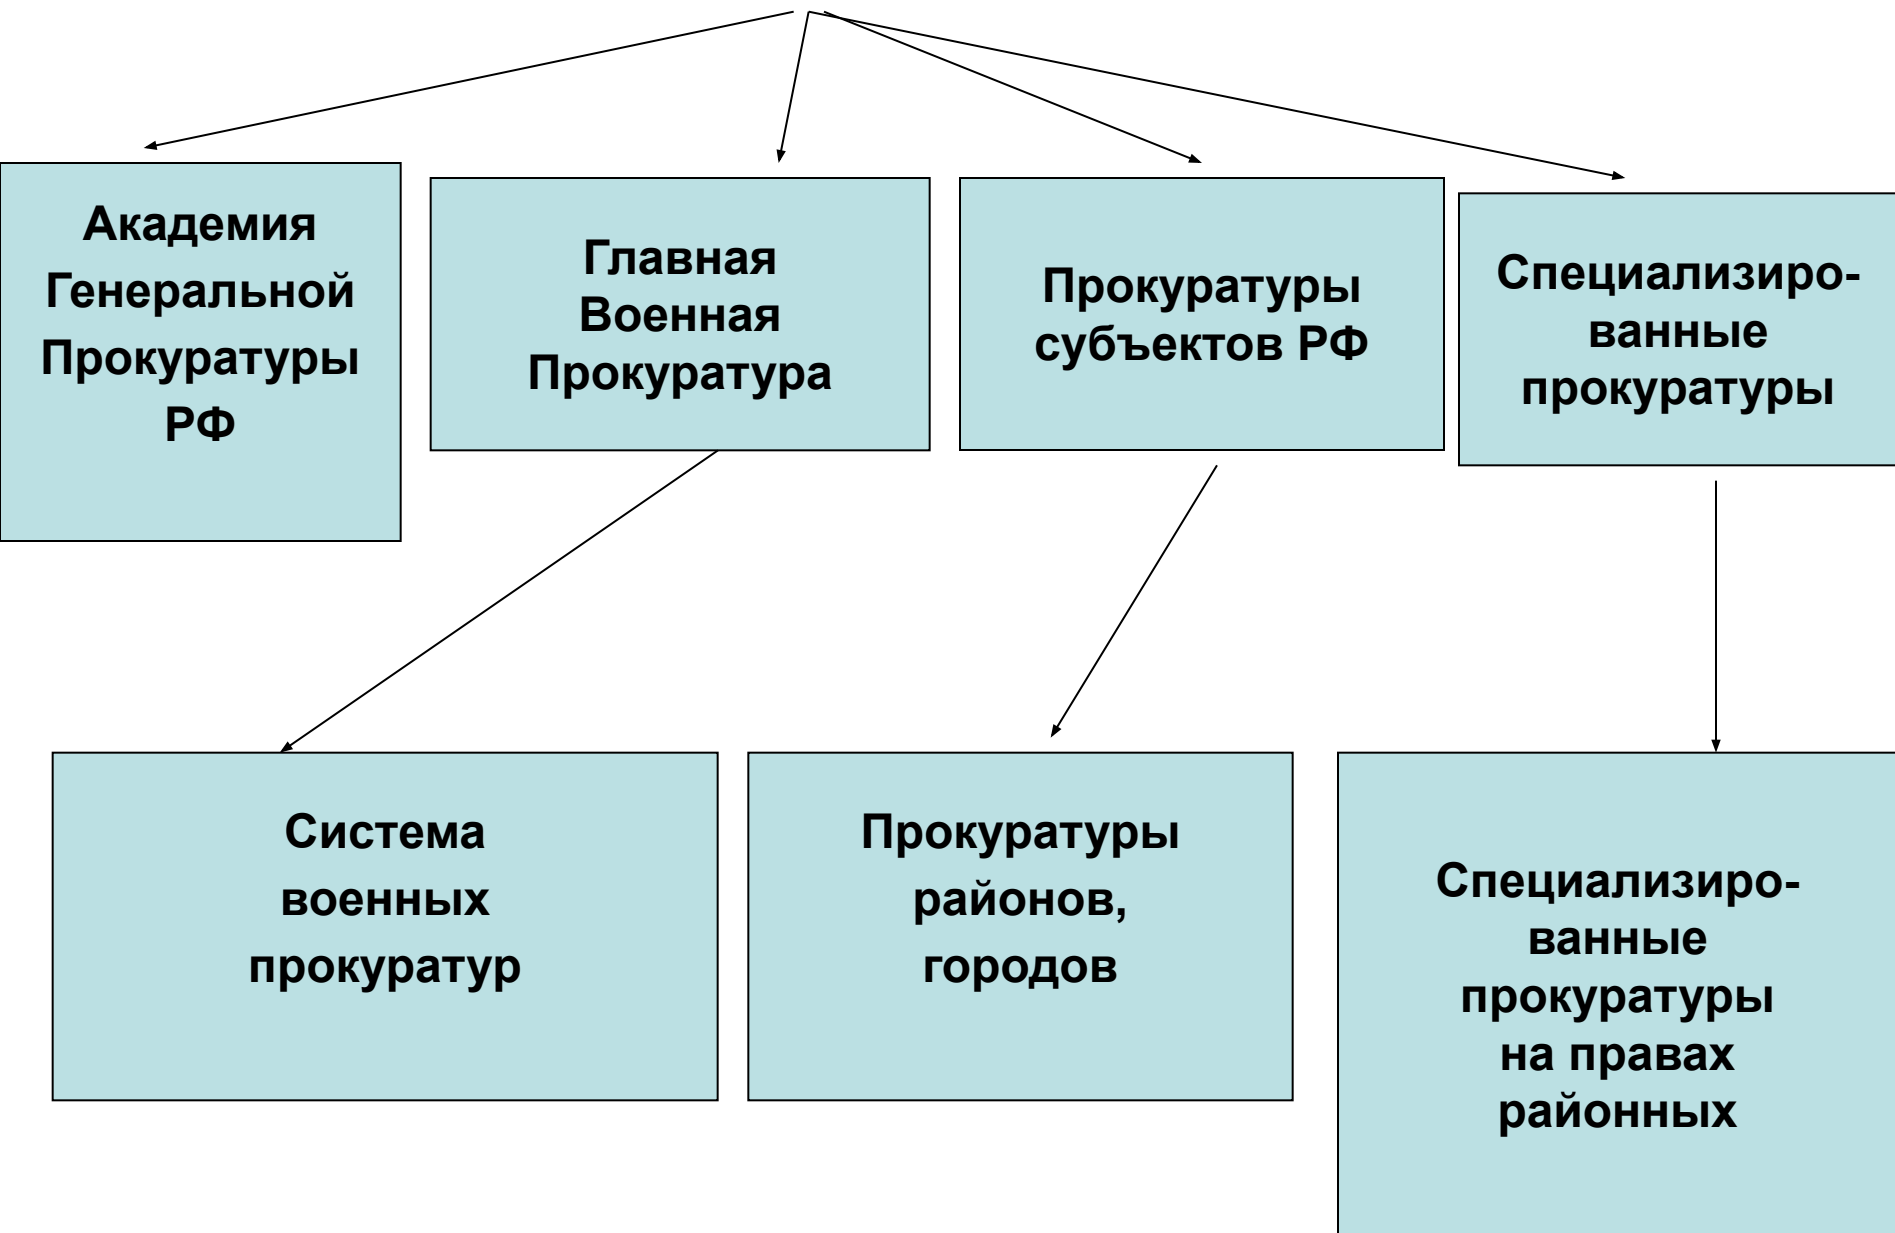 Академия
Генеральной
Прокуратуры
РФ
Главная
Военная
Прокуратура
Прокуратуры
субъектов РФ
Специализиро-
ванные
прокуратуры
Система
военных
прокуратур
Прокуратуры
районов,
городов
Специализиро-
ванные
прокуратуры
на правах
районных